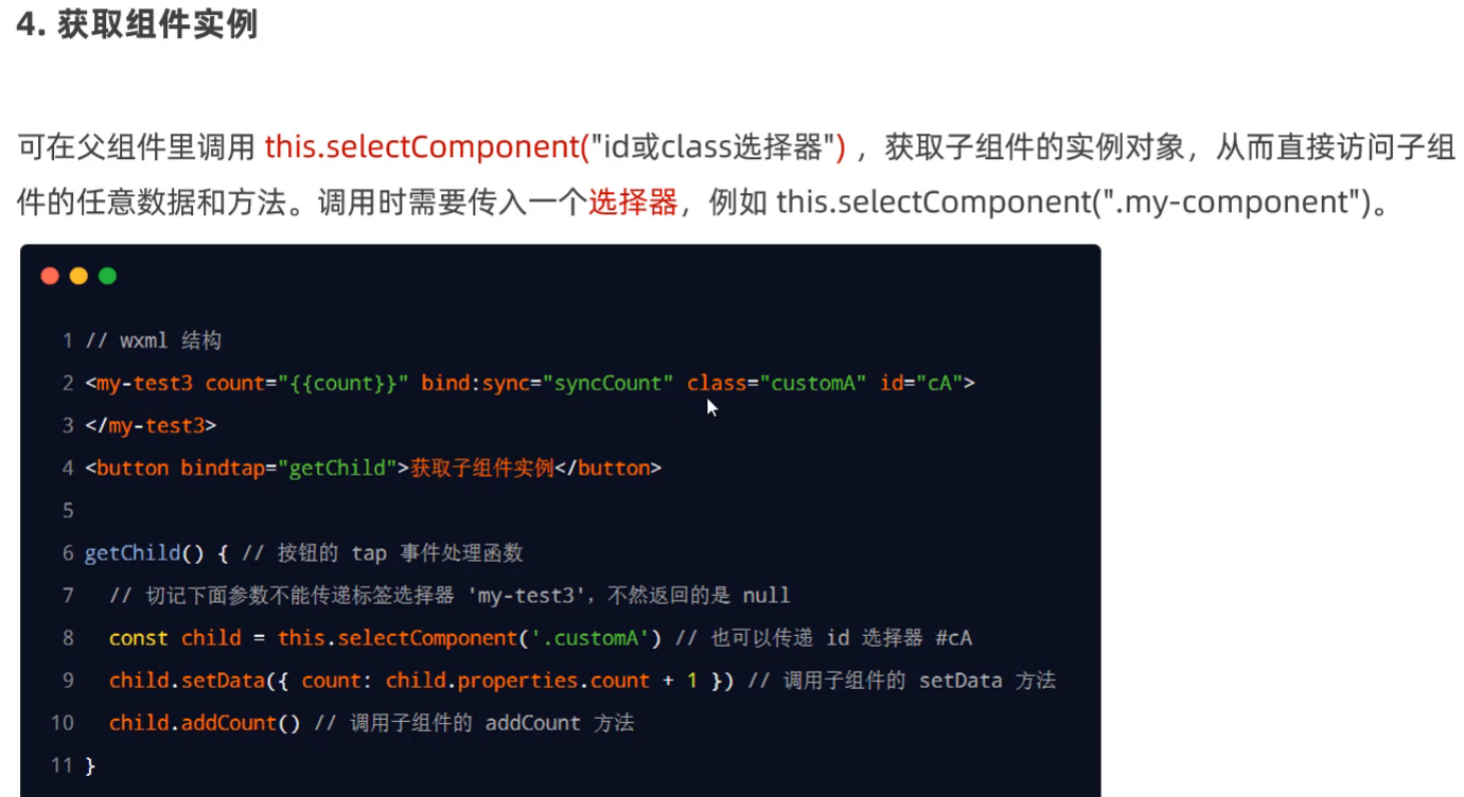 4. 获取组件实例
可在父组件里调用 this.selectComponent("id或class选择器") ，获取子组件的实例对象，从而直接访问子组
件的任意数据和方法。调用时需要传入一个选择器，例如 this.selectComponent(".my-component")。
1 // wxml 结构
2 <my-test3 count="{{count}}" bind:sync="syncCount" class="customA" id="cA">
3 </my-test3>
4 <button bindtap="getChild">获取子组件实例</button>
5
6 getChild() { // 按钮的 tap 事件处理函数
7 // 切记下面参数不能传递标签选择器 'my-test3'，不然返回的是 null
8 const child = this.selectComponent('.customA') // 也可以传递 id 选择器 #cA
9 child.setData({ count: child.properties.count + 1 }) // 调用子组件的 setData 方法
10 child.addCount() // 调用子组件的 addCount 方法
11 }